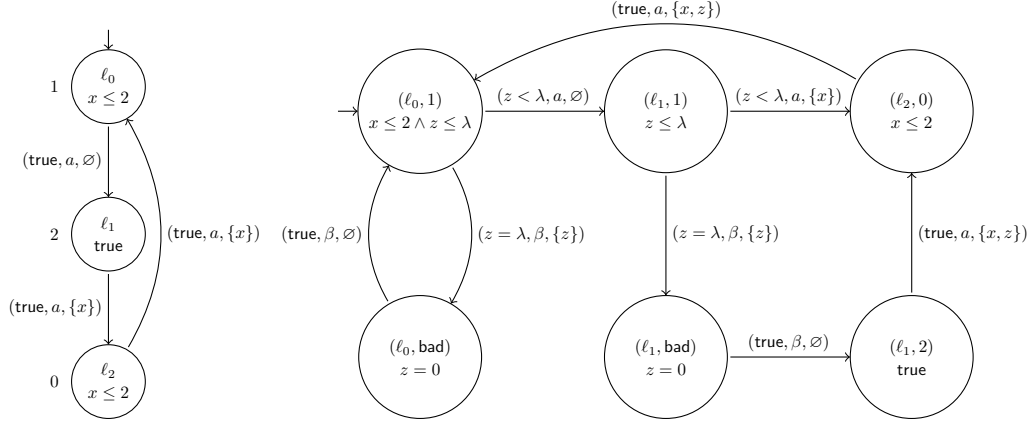 1
ℓ₀
x ≤ 2
(true, a, ∅)
2
ℓ₁
true
(true, a, {x})
(true, a, {x})
0
ℓ₂
x ≤ 2
(true, a, {x, z})
(ℓ₀, 1)
x ≤ 2 ∧ z ≤ λ
(z < λ, a, ∅)
(ℓ₁, 1)
z ≤ λ
(z < λ, a, {x})
(ℓ₂, 0)
x ≤ 2
(true, β, ∅)
(z = λ, β, {z})
(z = λ, β, {z})
(true, a, {x, z})
(ℓ₀, bad)
z = 0
(ℓ₁, bad)
z = 0
(true, β, ∅)
(ℓ₁, 2)
true